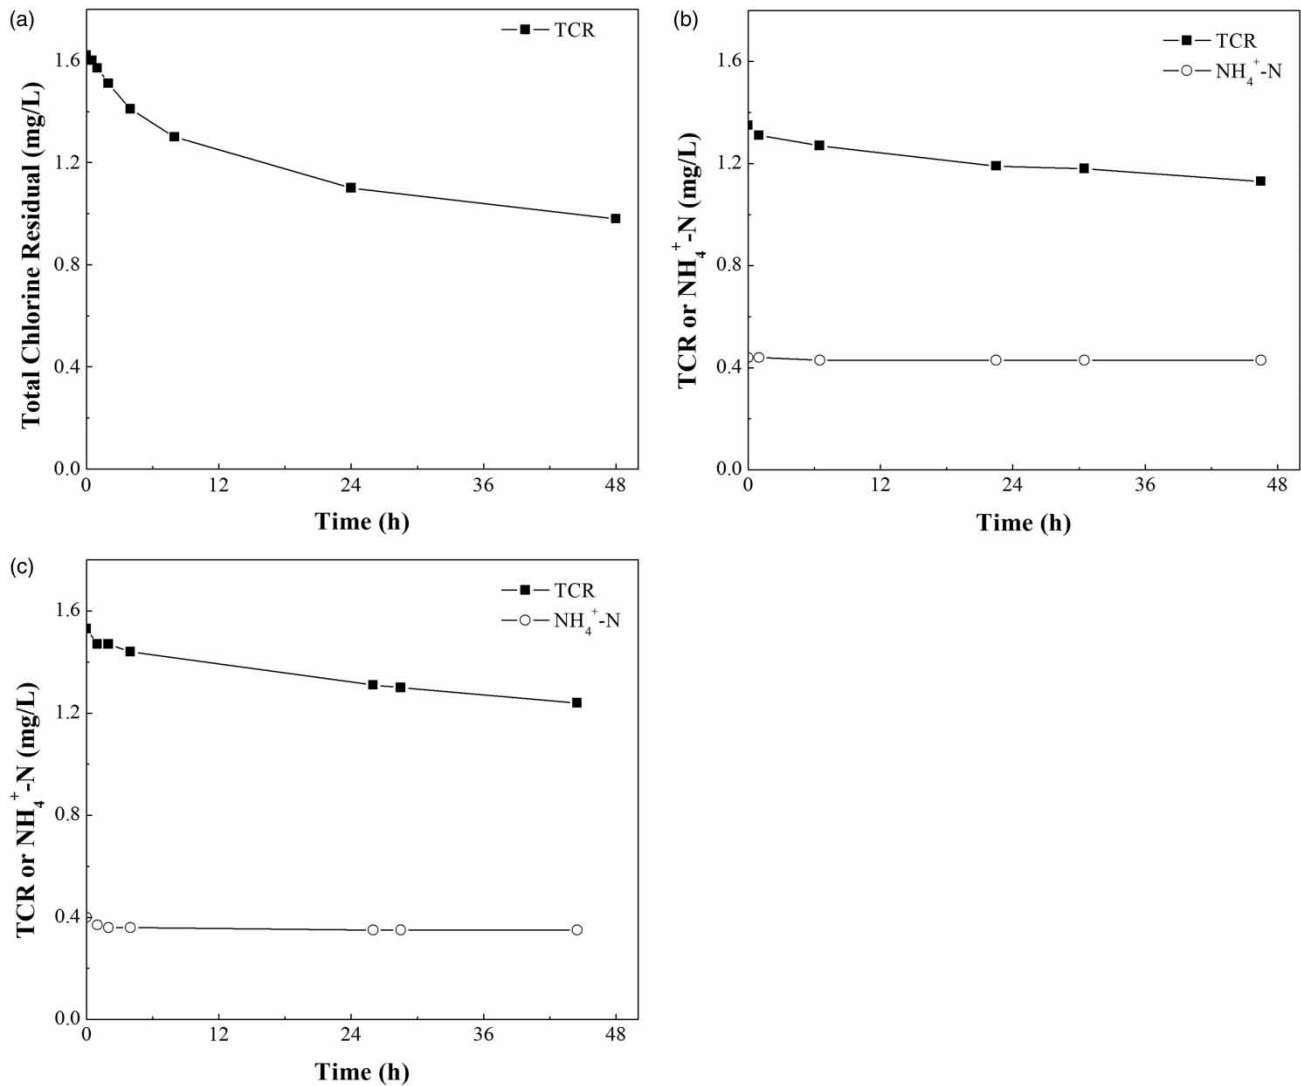 (a)
TCR
1.6
1.2
0.8
0.4
0.0
Total Chlorine Residual (mg/L)
0 12 24 36 48
Time (h)
(b)
TCR
NH₄⁺-N
1.6
1.2
0.8
0.4
0.0
TCR or NH₄⁺-N (mg/L)
0 12 24 36 48
Time (h)
(c)
TCR
NH₄⁺-N
1.6
1.2
0.8
0.4
0.0
TCR or NH₄⁺-N (mg/L)
0 12 24 36 48
Time (h)